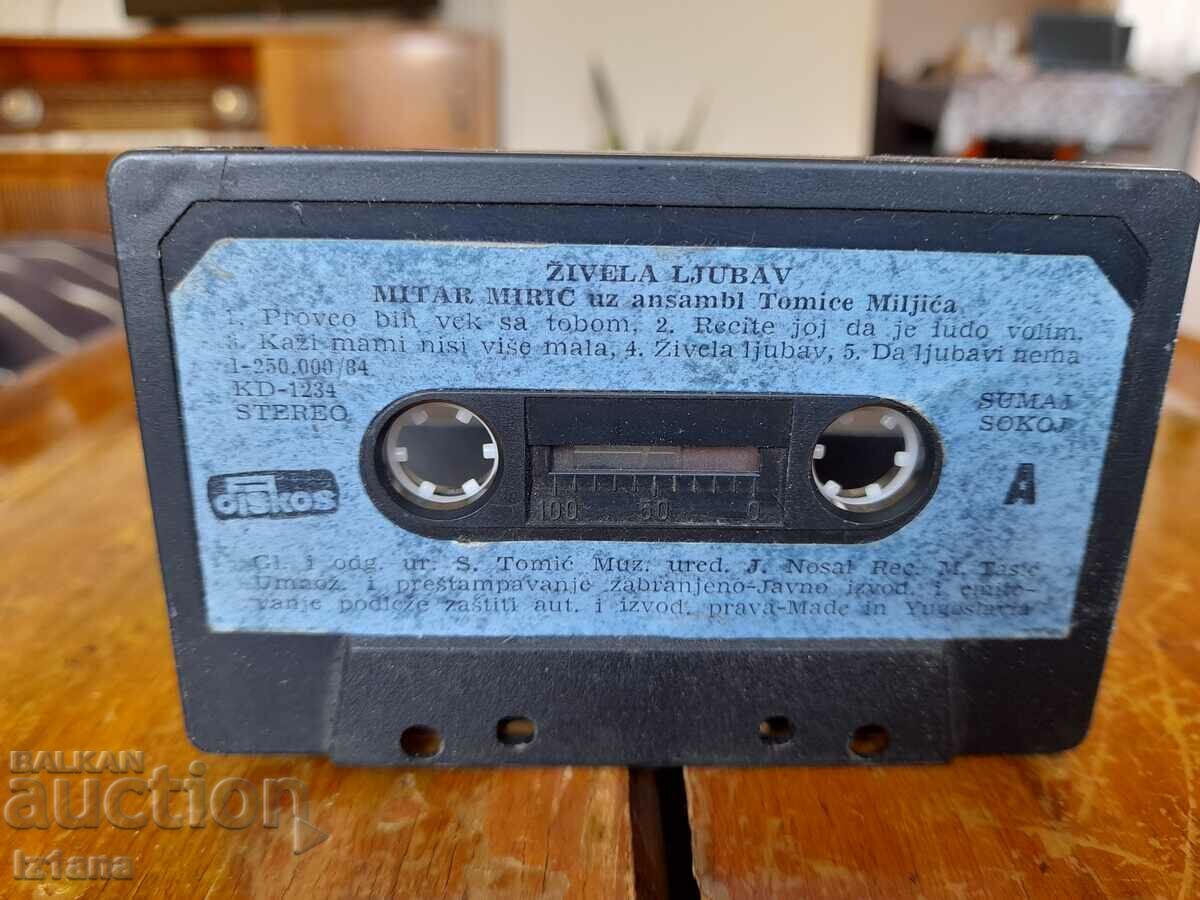 ŽIVELA LJUBAV
MITAR MIRIĆ uz ansambl Tomice Miljića
1. Proveo bih vek sa tobom, 2. Recite joj da je ludo volim,
3. Kaži mami nisi više mala, 4. Živela ljubav, 5. Da ljubavi nema
1-250.000/84
KD-1234
STEREO
SUMAJ
SOKOJ
diskos
A
100 50 0
Gl. i odg. ur. S. Tomić Muz. ured. J. Nosal Rec. M. Tasić
Umnož. i preštampavanje zabranjeno-Javno izvod. i emito-
vanje podleže zaštiti aut. i izvod. prava-Made in Yugoslavia
BALKAN
auction
iz1ana